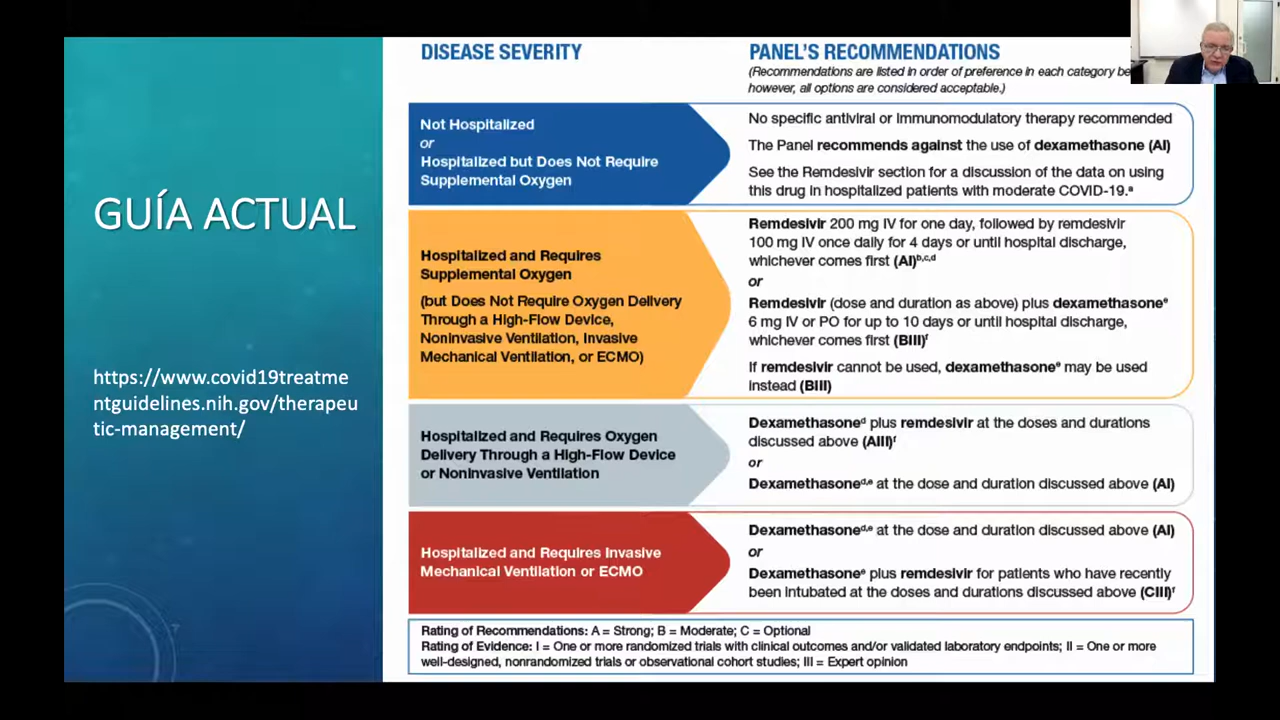 GUÍA ACTUAL
https://www.covid19treatme
ntguidelines.nih.gov/therapeu
tic-management/
DISEASE SEVERITY
PANEL'S RECOMMENDATIONS
(Recommendations are listed in order of preference in each category
however, all options are considered acceptable.)
Not Hospitalized
or
Hospitalized but Does Not Require
Supplemental Oxygen
No specific antiviral or immunomodulatory therapy recommended
The Panel recommends against the use of dexamethasone (AI)
See the Remdesivir section for a discussion of the data on using
this drug in hospitalized patients with moderate COVID-19.ᵃ
Hospitalized and Requires
Supplemental Oxygen
(but Does Not Require Oxygen Delivery
Through a High-Flow Device,
Noninvasive Ventilation, Invasive
Mechanical Ventilation, or ECMO)
Remdesivir 200 mg IV for one day, followed by remdesivir
100 mg IV once daily for 4 days or until hospital discharge,
whichever comes first (AI)ᵇ,ᶜ,ᵈ
or
Remdesivir (dose and duration as above) plus dexamethasoneᵉ
6 mg IV or PO for up to 10 days or until hospital discharge,
whichever comes first (BIII)ᶠ
If remdesivir cannot be used, dexamethasoneᵉ may be used
instead (BIII)
Hospitalized and Requires Oxygen
Delivery Through a High-Flow Device
or Noninvasive Ventilation
Dexamethasoneᵈ plus remdesivir at the doses and durations
discussed above (AIII)ᶠ
or
Dexamethasoneᵈ,ᵉ at the dose and duration discussed above (AI)
Hospitalized and Requires Invasive
Mechanical Ventilation or ECMO
Dexamethasoneᵈ,ᵉ at the dose and duration discussed above (AI)
or
Dexamethasoneᵉ plus remdesivir for patients who have recently
been intubated at the doses and durations discussed above (CIII)ᶠ
Rating of Recommendations: A = Strong; B = Moderate; C = Optional
Rating of Evidence: I = One or more randomized trials with clinical outcomes and/or validated laboratory endpoints; II = One or more
well-designed, nonrandomized trials or observational cohort studies; III = Expert opinion